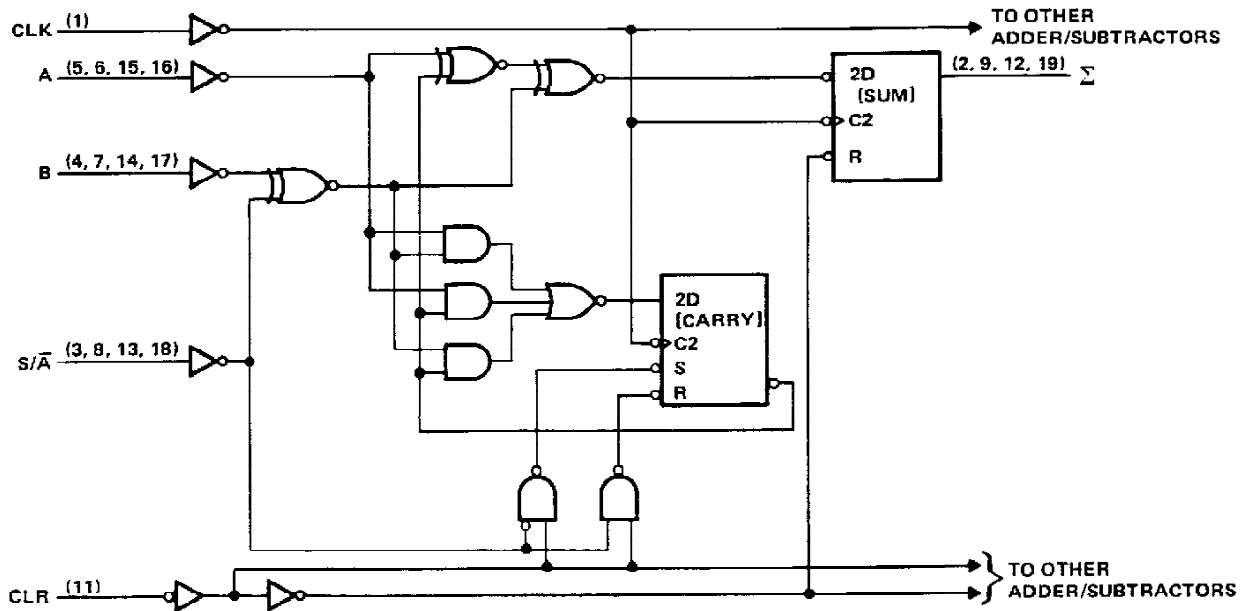 CLK (1)
TO OTHER
ADDER/SUBTRACTORS
A (5, 6, 15, 16)
2D
(SUM)
C2
R
(2, 9, 12, 19) Σ
B (4, 7, 14, 17)
2D
(CARRY)
C2
S
R
S/A̅ (3, 8, 13, 18)
CLR (11)
TO OTHER
ADDER/SUBTRACTORS